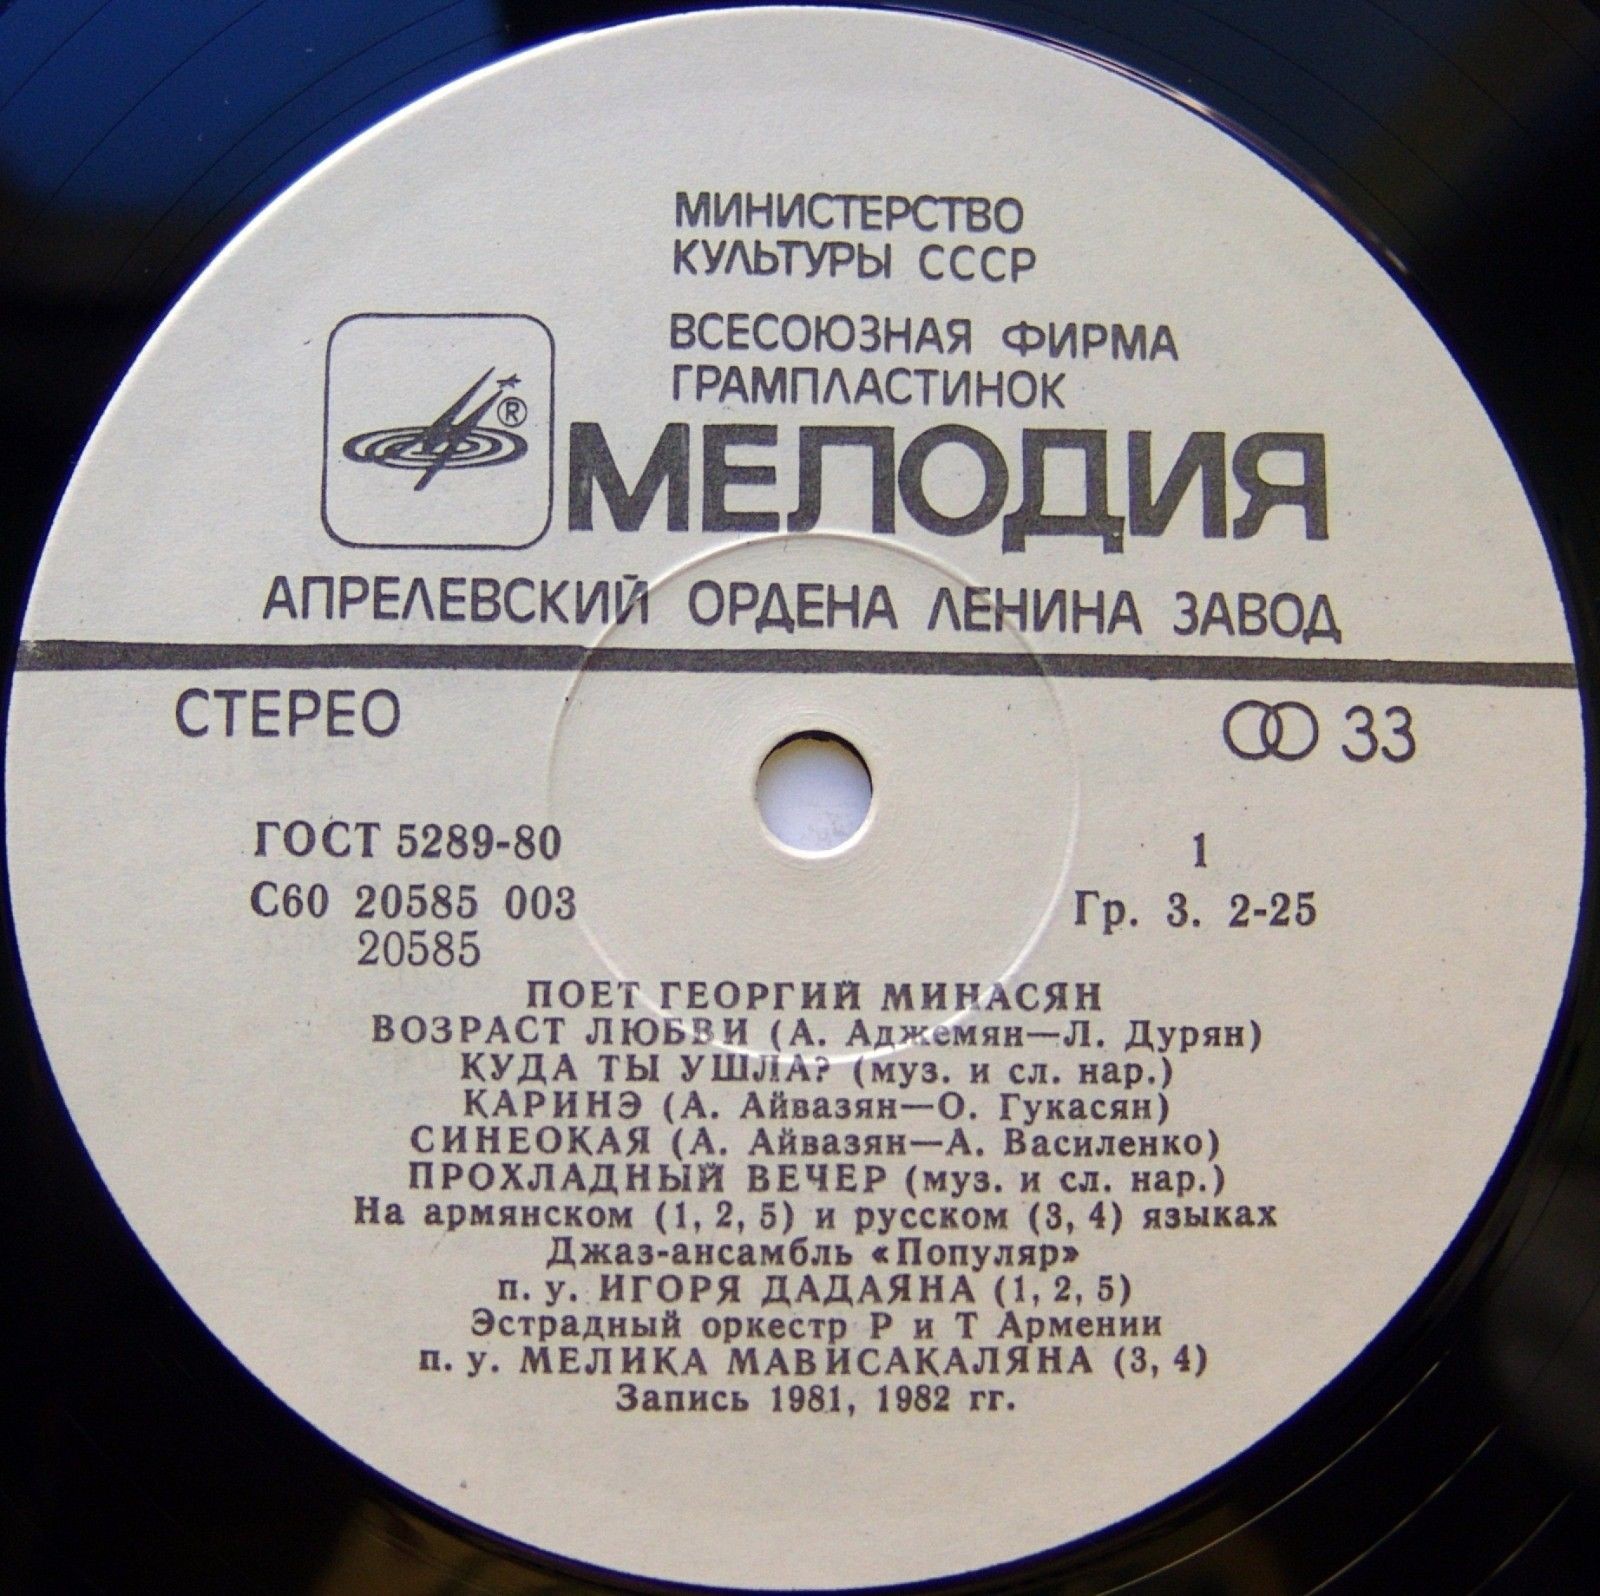 МИНИСТЕРСТВО
КУЛЬТУРЫ СССР
ВСЕСОЮЗНАЯ ФИРМА
ГРАМПЛАСТИНОК
®
МЕЛОДИЯ
АПРЕЛЕВСКИЙ ОРДЕНА ЛЕНИНА ЗАВОД
СТЕРЕО
33
ГОСТ 5289-80
1
С60 20585 003
Гр. 3. 2-25
20585
ПОЕТ ГЕОРГИЙ МИНАСЯН
ВОЗРАСТ ЛЮБВИ (А. Аджемян—Л. Дурян)
КУДА ТЫ УШЛА? (муз. и сл. нар.)
КАРИНЭ (А. Айвазян—О. Гукасян)
СИНЕОКАЯ (А. Айвазян—А. Василенко)
ПРОХЛАДНЫЙ ВЕЧЕР (муз. и сл. нар.)
На армянском (1, 2, 5) и русском (3, 4) языках
Джаз-ансамбль «Популяр»
п. у. ИГОРЯ ДАДАЯНА (1, 2, 5)
Эстрадный оркестр Р и Т Армении
п. у. МЕЛИКА МАВИСАКАЛЯНА (3, 4)
Запись 1981, 1982 гг.